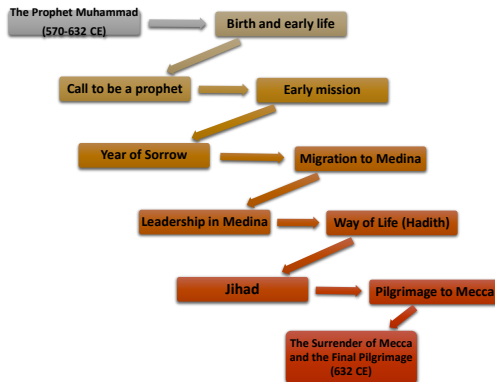 The Prophet Muhammad
(570-632 CE)
Birth and early life
Call to be a prophet
Early mission
Year of Sorrow
Migration to Medina
Leadership in Medina
Way of Life (Hadith)
Jihad
Pilgrimage to Mecca
The Surrender of Mecca
and the Final Pilgrimage
(632 CE)